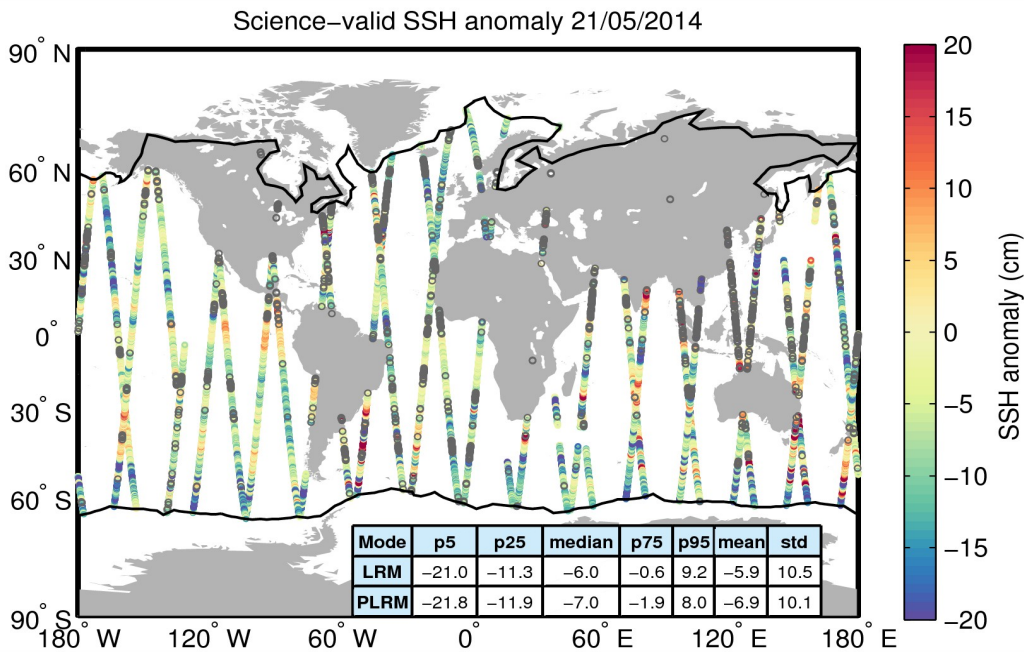 Science−valid SSH anomaly 21/05/2014
90° N
60° N
30° N
0°
30° S
60° S
90° S
180° W
120° W
60° W
0°
60° E
120° E
180° E
Mode p5 p25 median p75 p95 mean std
LRM −21.0 −11.3 −6.0 −0.6 9.2 −5.9 10.5
PLRM −21.8 −11.9 −7.0 −1.9 8.0 −6.9 10.1
20
15
10
5
0
−5
−10
−15
−20
SSH anomaly (cm)